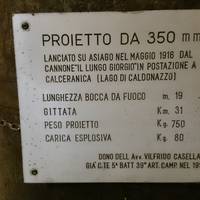 PROIETTO DA 350 mm
LANCIATO SU ASIAGO NEL MAGGIO 1916 DAL
CANNONE"IL LUNGO GIORGIO" IN POSTAZIONE A
CALCERANICA (LAGO DI CALDONAZZO)
LUNGHEZZA BOCCA DA FUOCO m. 19
GITTATA Km. 31
PESO PROIETTO Kg. 750
CARICA ESPLOSIVA Kg. 80
DONO DELL'Avv. VILFRIDO CASELLA
GIÀ C.TE 5ª BATT 39° ART. CAMP. NEL